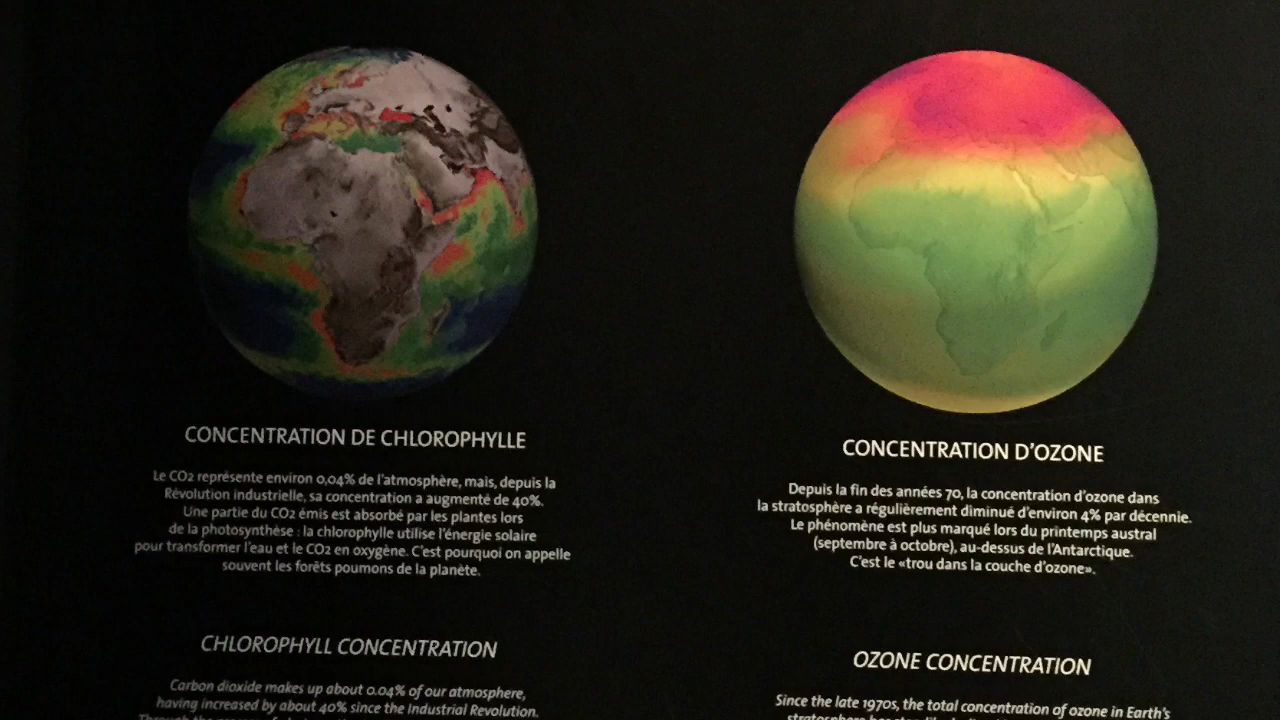 CONCENTRATION DE CHLOROPHYLLE
Le CO2 représente environ 0,04% de l'atmosphère, mais, depuis la
Révolution industrielle, sa concentration a augmenté de 40%.
Une partie du CO2 émis est absorbé par les plantes lors
de la photosynthèse : la chlorophylle utilise l'énergie solaire
pour transformer l'eau et le CO2 en oxygène. C'est pourquoi on appelle
souvent les forêts poumons de la planète.
CHLOROPHYLL CONCENTRATION
Carbon dioxide makes up about 0.04% of our atmosphere,
having increased by about 40% since the Industrial Revolution.
Through the process of
CONCENTRATION D'OZONE
Depuis la fin des années 70, la concentration d'ozone dans
la stratosphère a régulièrement diminué d'environ 4% par décennie.
Le phénomène est plus marqué lors du printemps austral
(septembre à octobre), au-dessus de l'Antarctique.
C'est le «trou dans la couche d'ozone».
OZONE CONCENTRATION
Since the late 1970s, the total concentration of ozone in Earth's
stratosphere